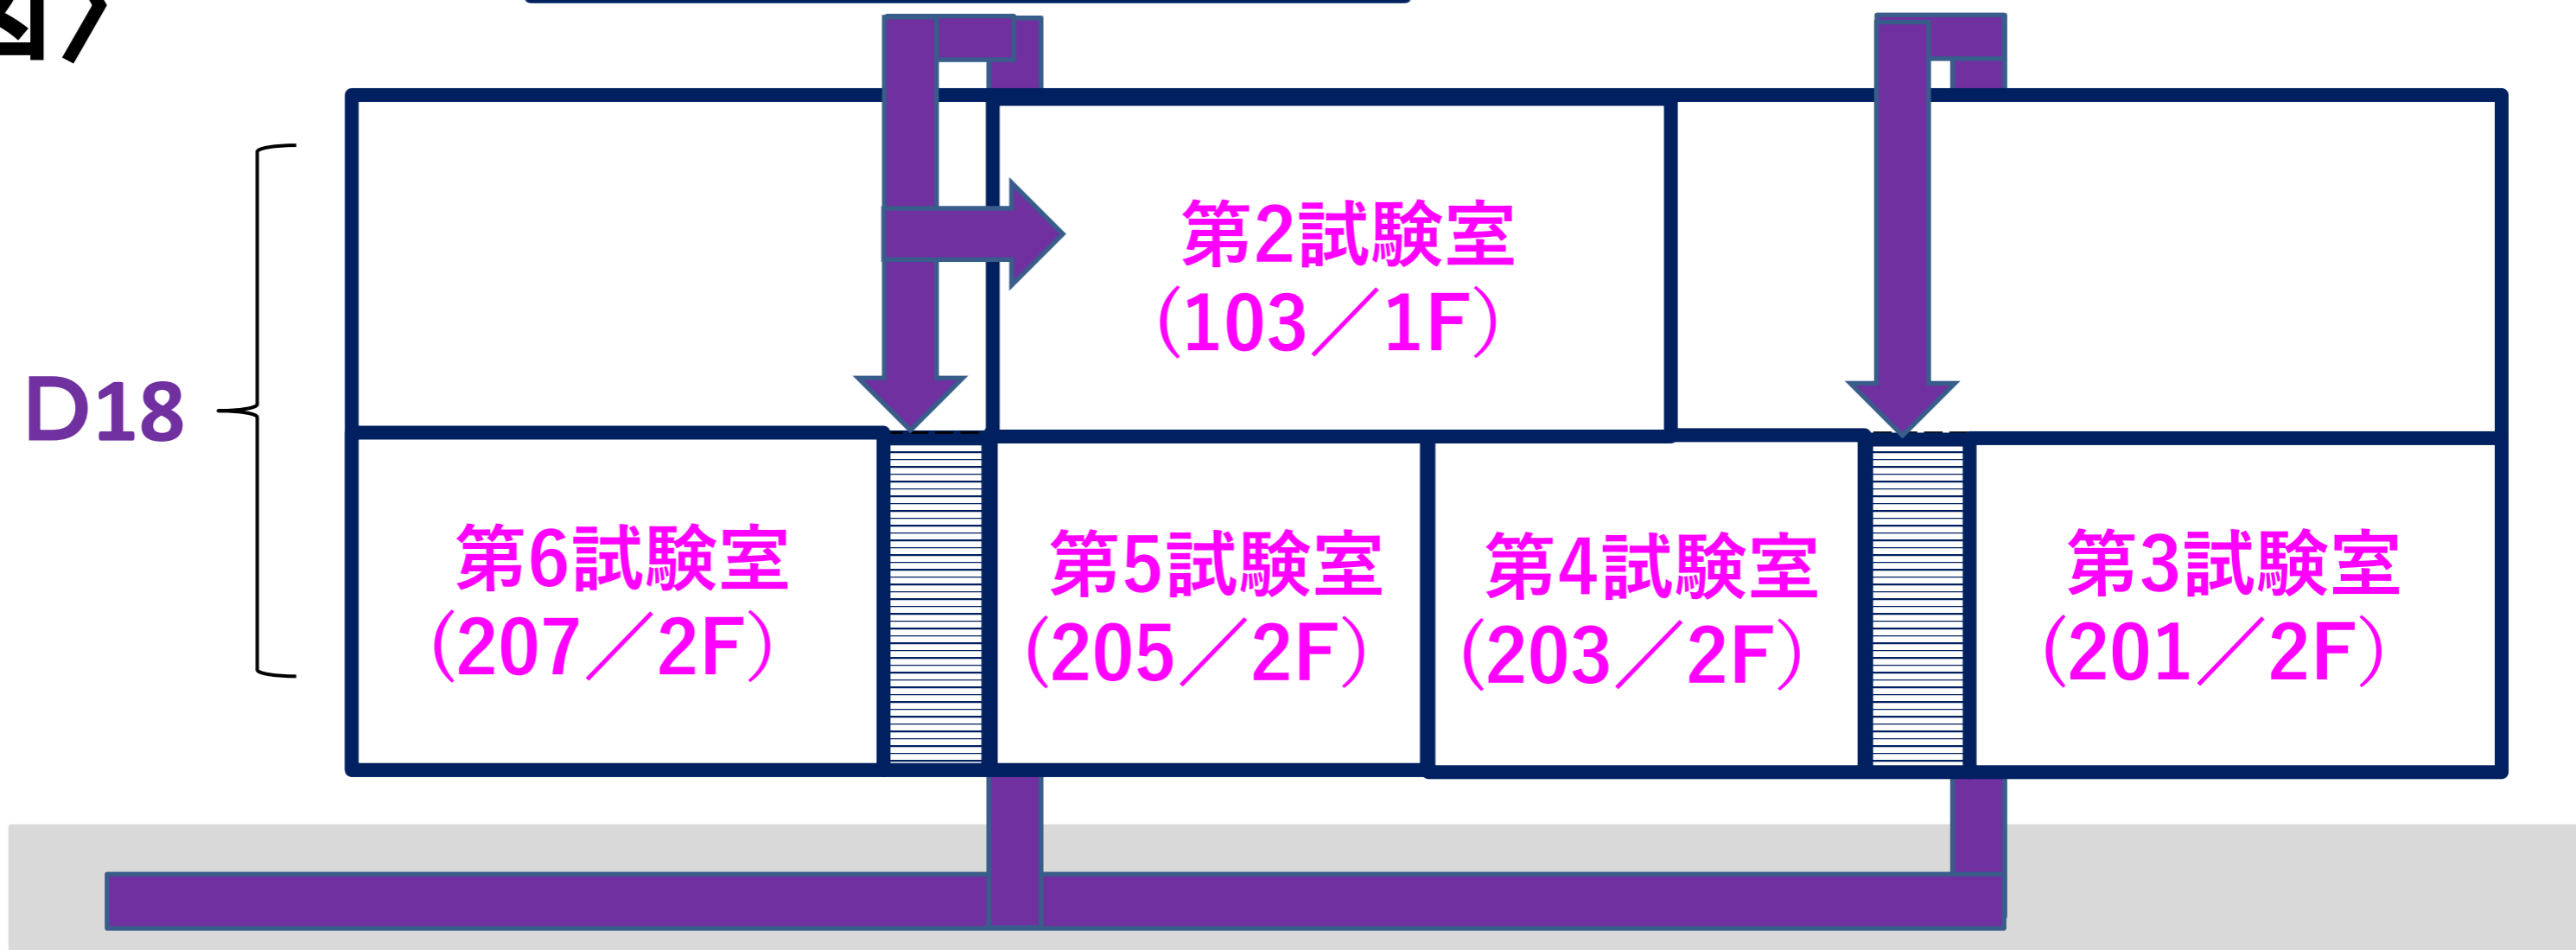 第2試験室
（103／1F）
D18
第6試験室
（207／2F）
第5試験室
（205／2F）
第4試験室
（203／2F）
第3試験室
（201／2F）